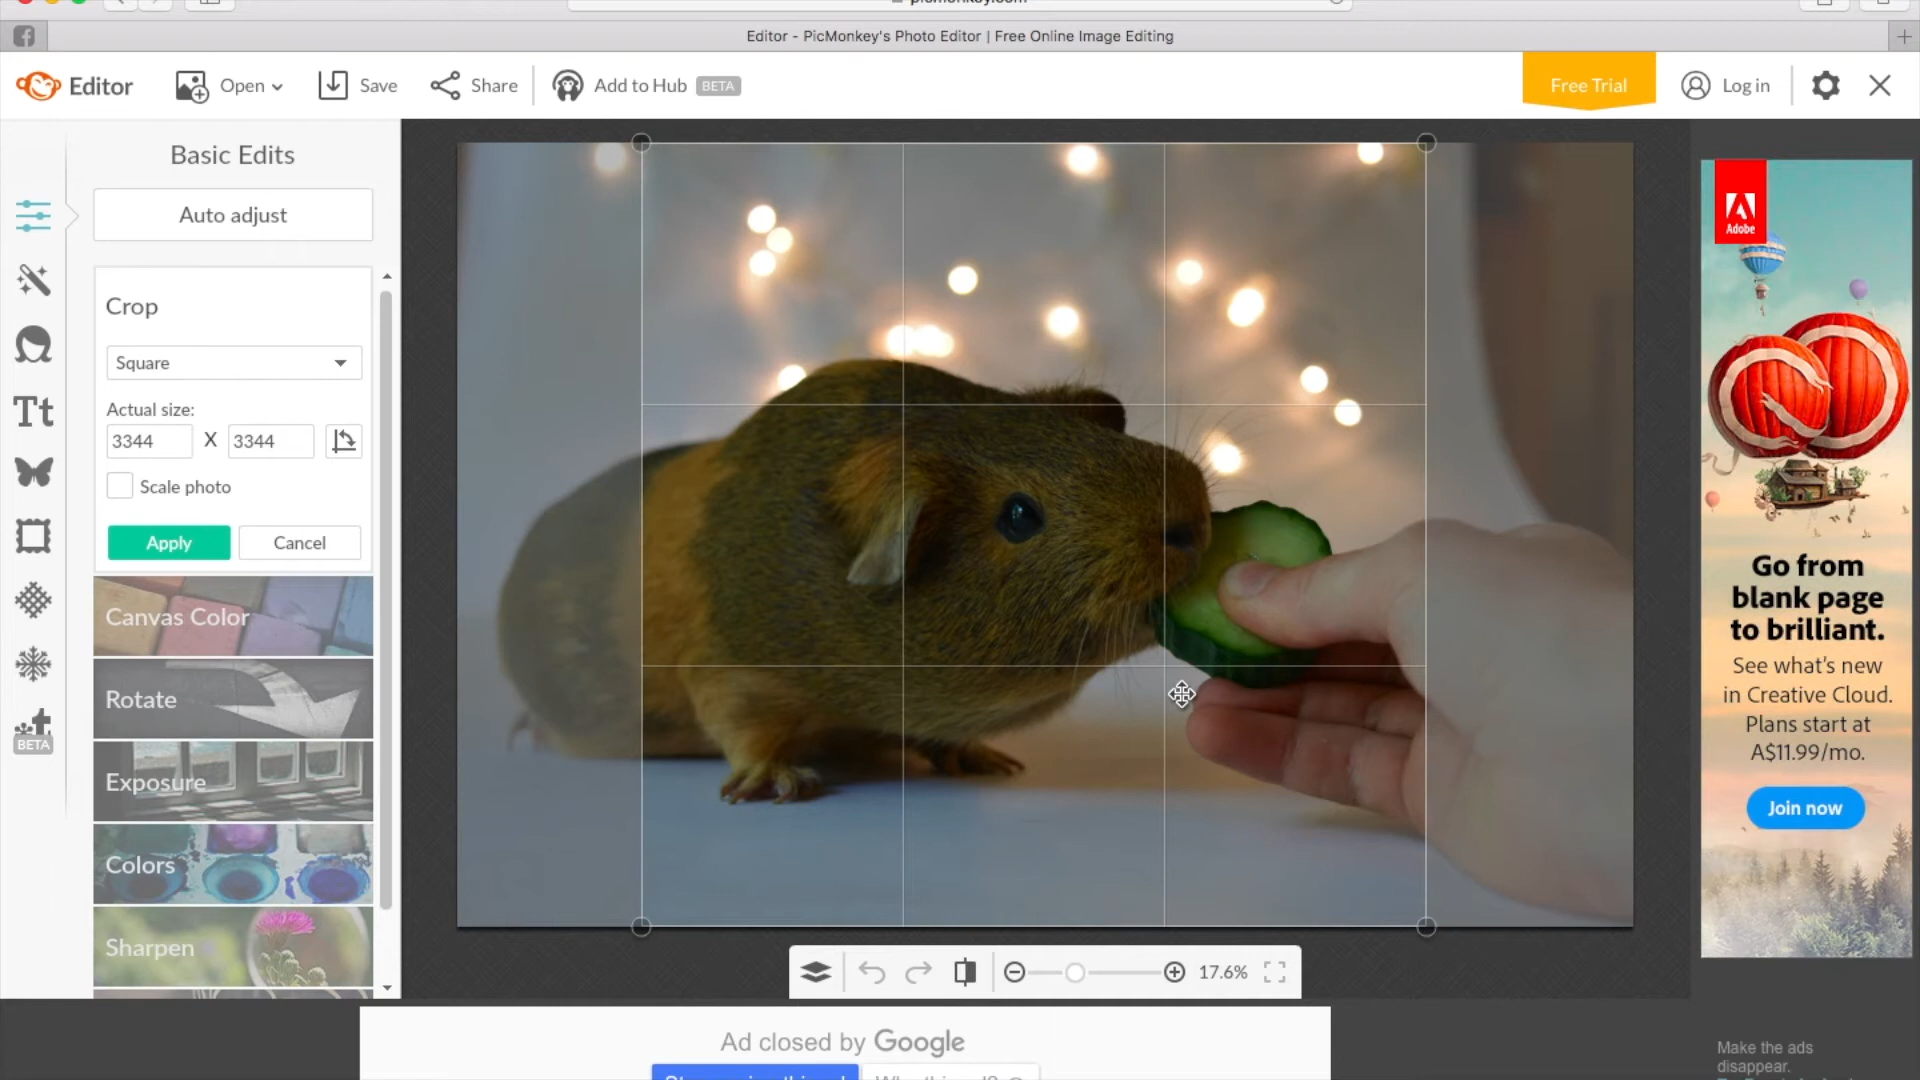 Editor - PicMonkey's Photo Editor | Free Online Image Editing
Editor
Open
Save
Share
Add to Hub
BETA
Free Trial
Log in
Basic Edits
Auto adjust
Crop
Square
Actual size:
3344 X 3344
Scale photo
Apply
Cancel
Canvas Color
Rotate
Exposure
Colors
Sharpen
Tt
BETA
17.6%
Adobe
Go from
blank page
to brilliant.
See what's new
in Creative Cloud.
Plans start at
A$11.99/mo.
Join now
Ad closed by Google
Make the ads
disappear.